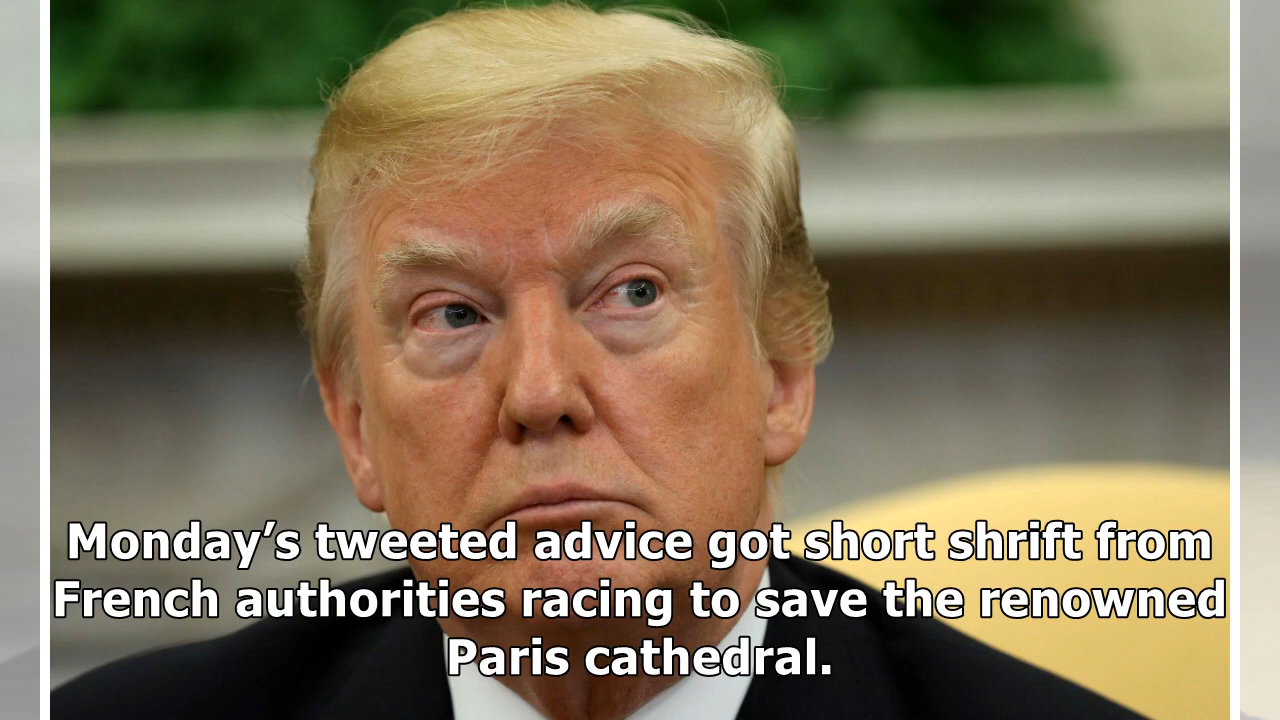 Monday’s tweeted advice got short shrift from
French authorities racing to save the renowned
Paris cathedral.